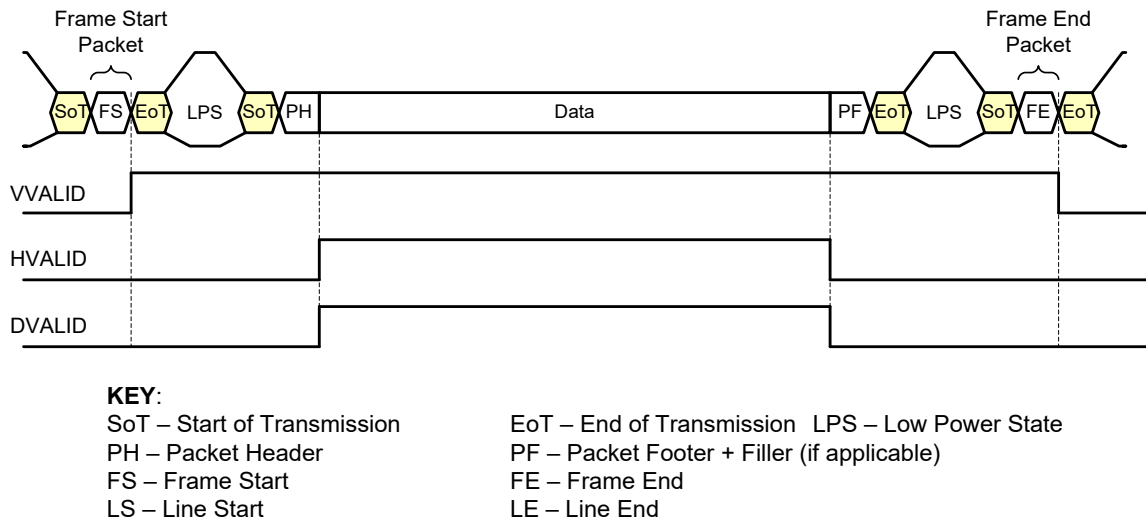 Frame Start
Packet
Frame End
Packet
SoT FS EoT LPS SoT PH Data PF EoT LPS SoT FE EoT
VVALID
HVALID
DVALID
KEY:
SoT – Start of Transmission EoT – End of Transmission LPS – Low Power State
PH – Packet Header PF – Packet Footer + Filler (if applicable)
FS – Frame Start FE – Frame End
LS – Line Start LE – Line End